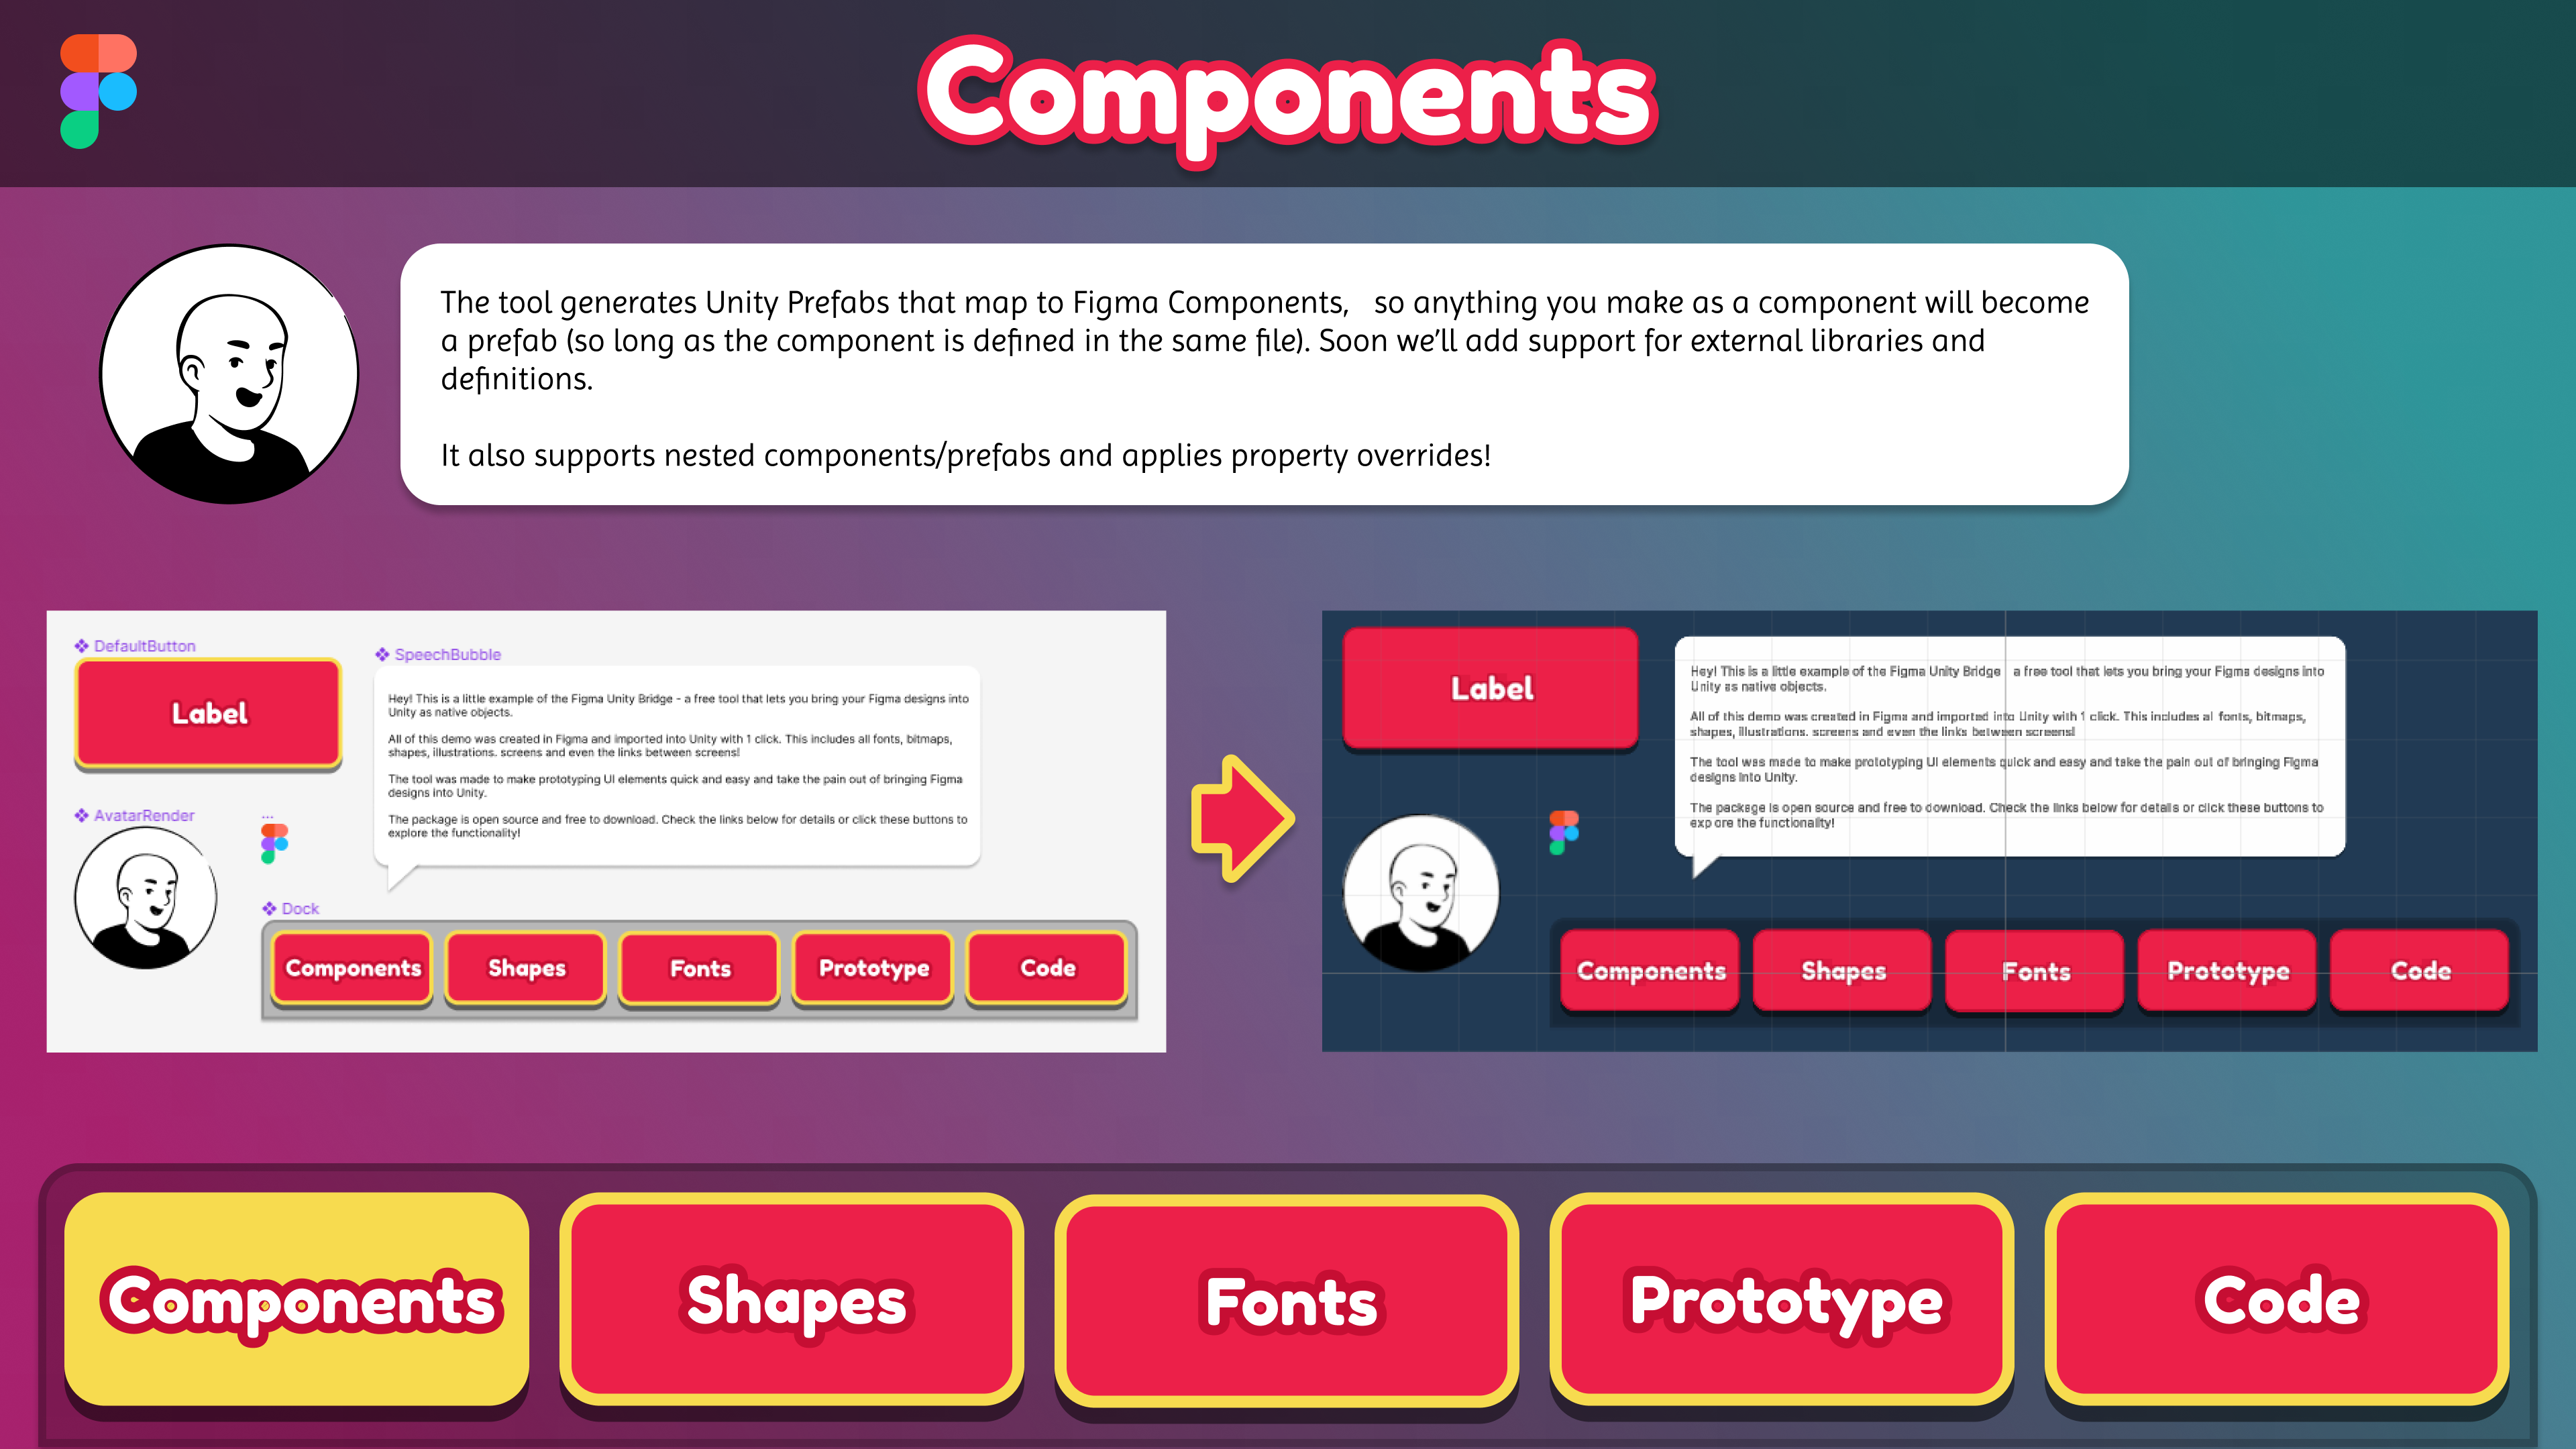 Components
The tool generates Unity Prefabs that map to Figma Components,   so anything you make as a component will become
a prefab (so long as the component is defined in the same file). Soon we’ll add support for external libraries and
definitions.
It also supports nested components/prefabs and applies property overrides!
DefaultButton
Label
SpeechBubble
Hey! This is a little example of the Figma Unity Bridge - a free tool that lets you bring your Figma designs into
Unity as native objects.
All of this demo was created in Figma and imported into Unity with 1 click. This includes all fonts, bitmaps,
shapes, illustrations. screens and even the links between screens!
The tool was made to make prototyping UI elements quick and easy and take the pain out of bringing Figma
designs into Unity.
The package is open source and free to download. Check the links below for details or click these buttons to
explore the functionality!
AvatarRender
...
Dock
Components
Shapes
Fonts
Prototype
Code
Label
Hey! This is a little example of the Figma Unity Bridge   a free tool that lets you bring your Figma designs into
Unity as native objects.
All of this demo was created in Figma and imported into Unity with 1 click. This includes al fonts, bitmaps,
shapes, illustrations. screens and even the links between screens!
The tool was made to make prototyping UI elements quick and easy and take the pain out of bringing Figma
designs into Unity.
The package is open source and free to download. Check the links below for details or click these buttons to
exp ore the functionality!
Components
Shapes
Fonts
Prototype
Code
Components
Shapes
Fonts
Prototype
Code